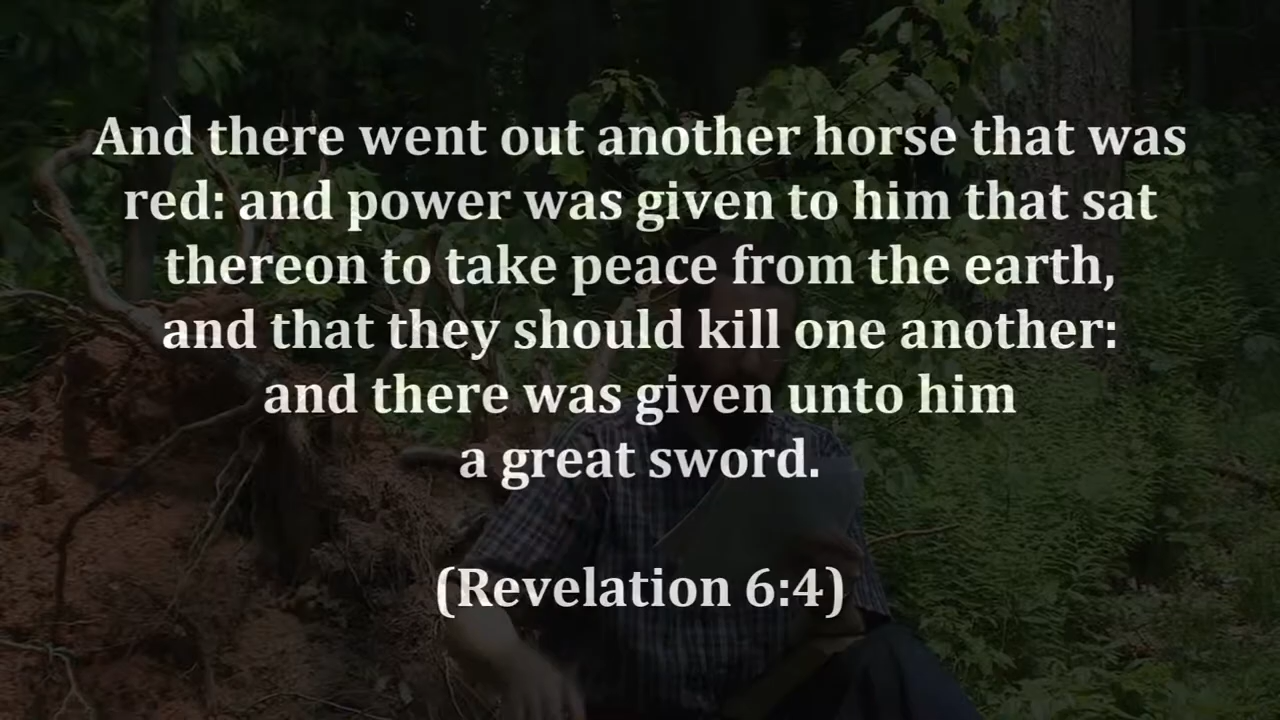 And there went out another horse that was
red: and power was given to him that sat
thereon to take peace from the earth,
and that they should kill one another:
and there was given unto him
a great sword.
(Revelation 6:4)